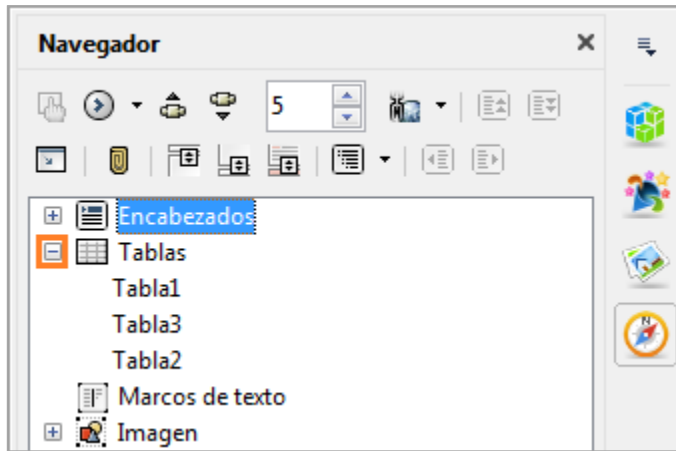 Navegador
5
Encabezados
Tablas
Tabla1
Tabla3
Tabla2
Marcos de texto
Imagen
N